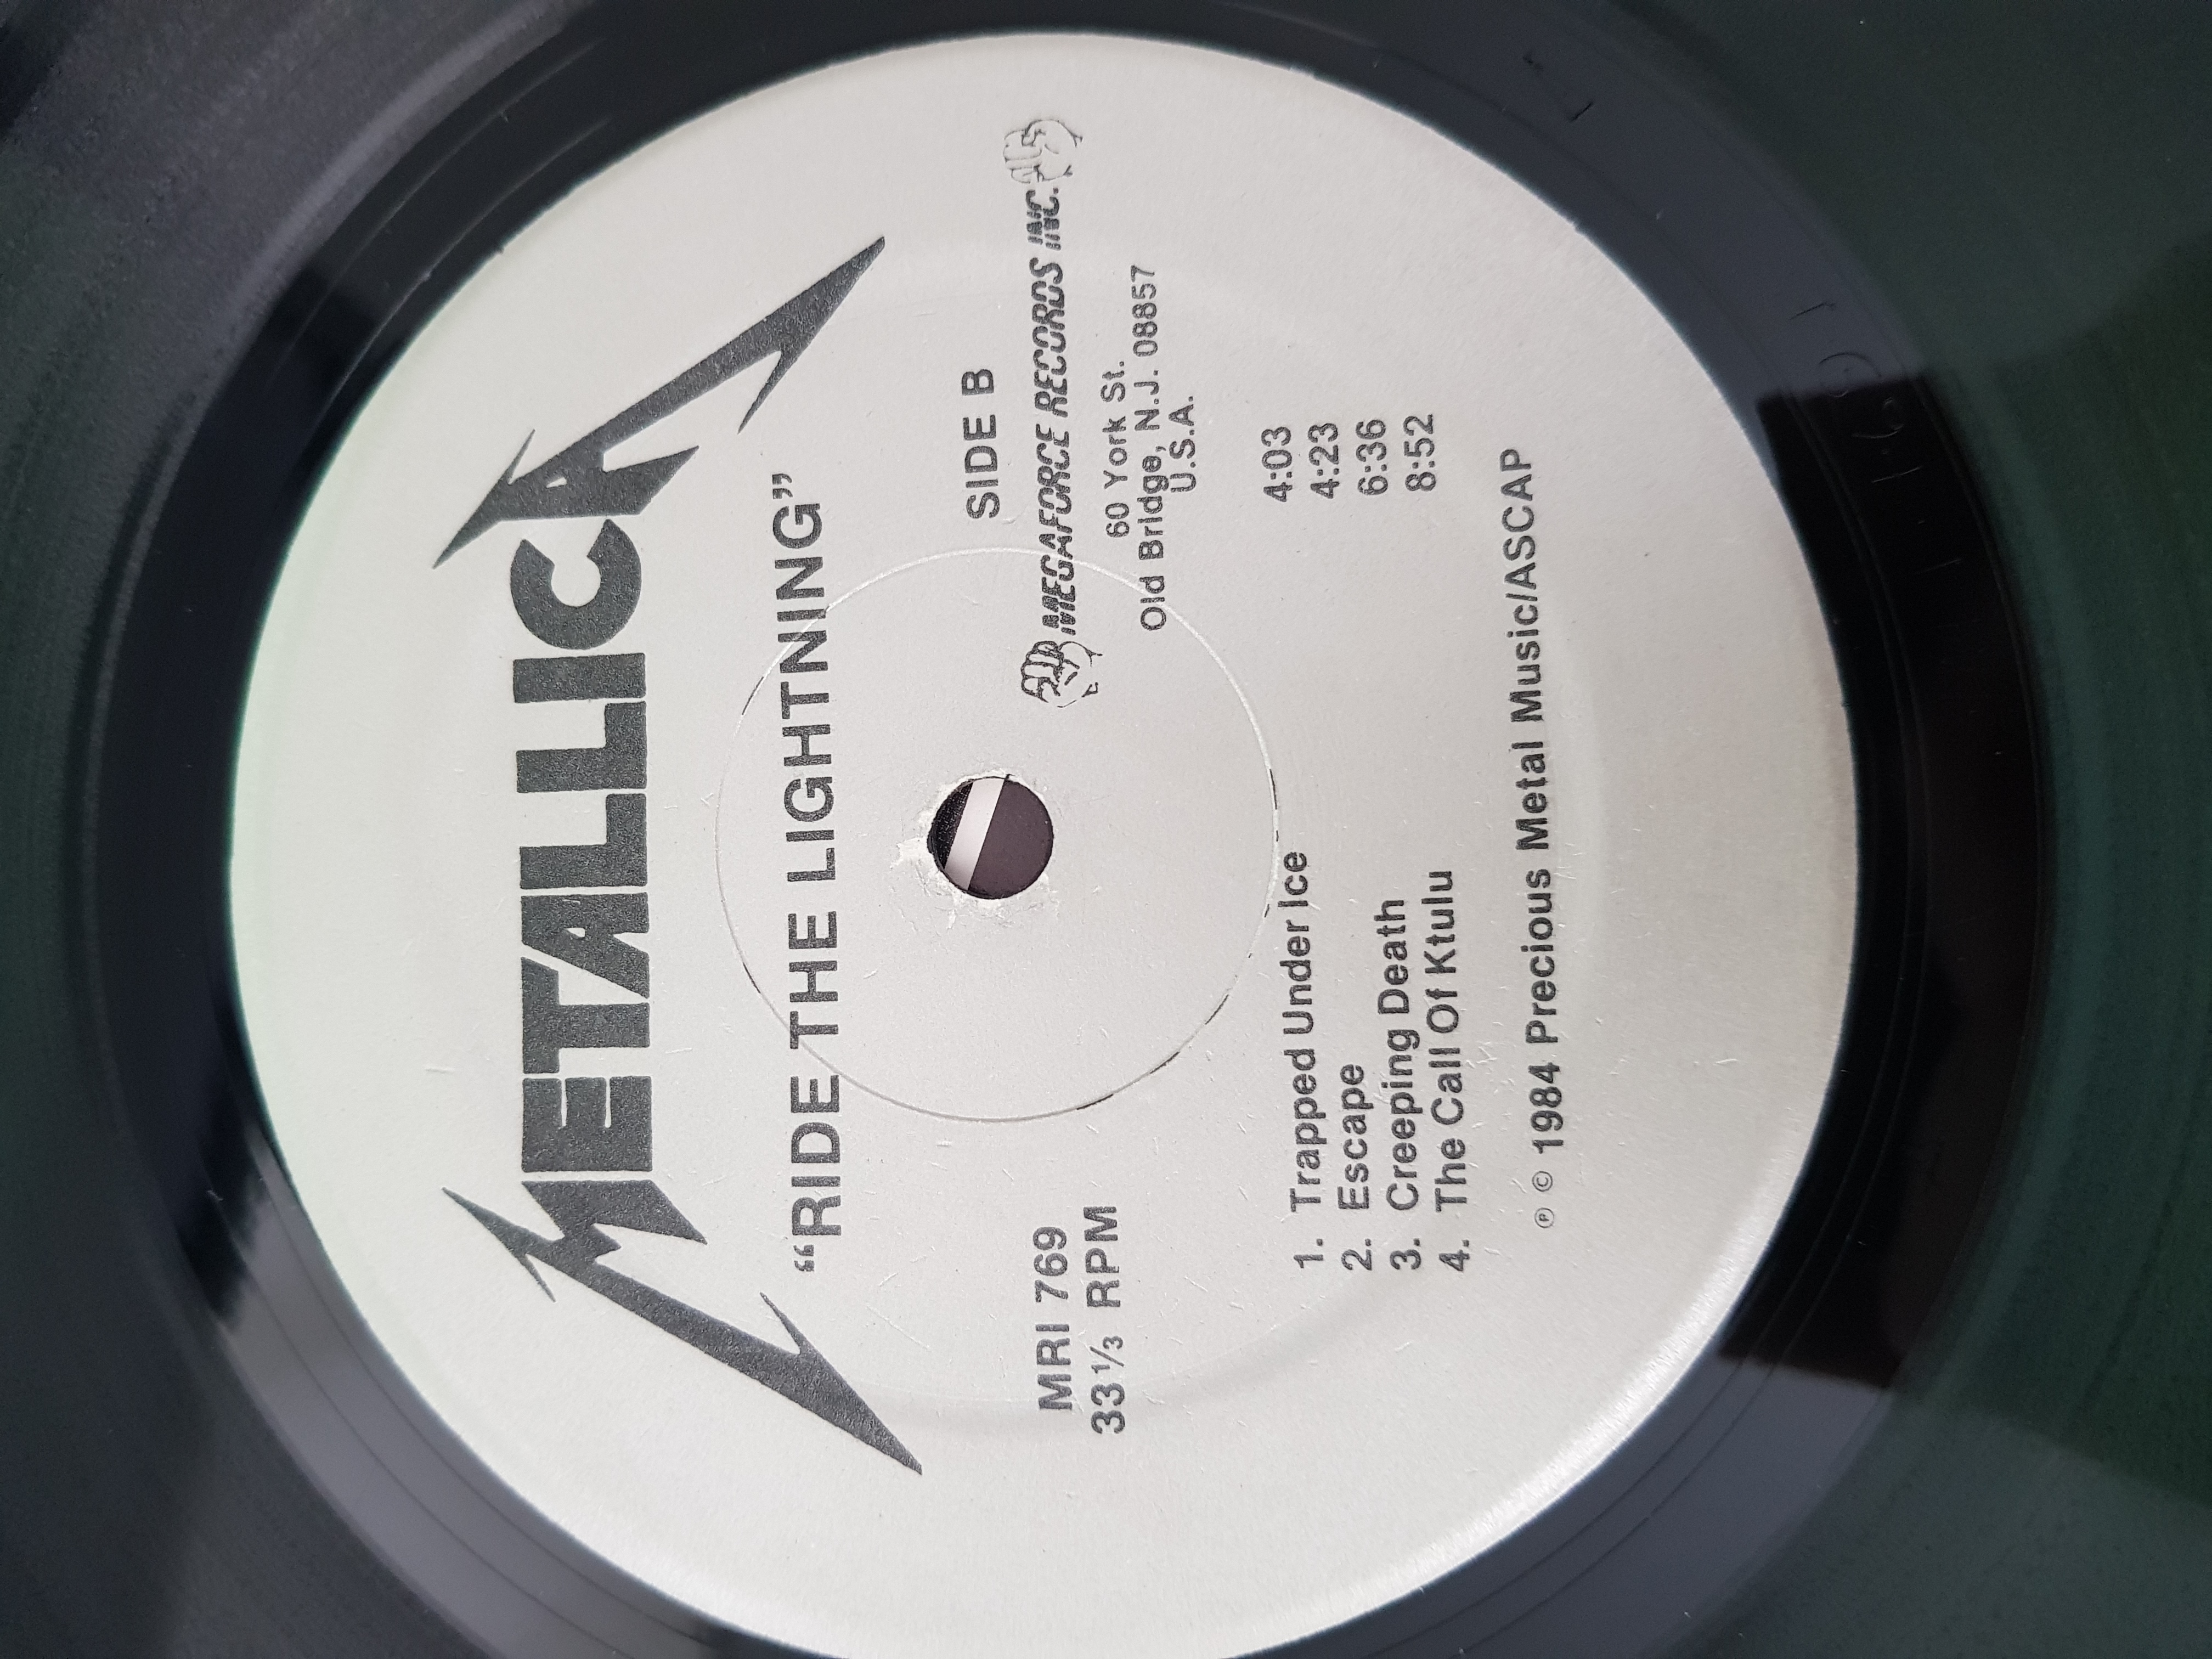 METALLICA
“RIDE THE LIGHTNING”
SIDE B
MEGAFORCE RECORDS INC.
60 York St.
Old Bridge, N.J. 08857
U.S.A.
MRI 769
33⅓ RPM
1. Trapped Under Ice 4:03
2. Escape 4:23
3. Creeping Death 6:36
4. The Call Of Ktulu 8:52
℗ © 1984 Precious Metal Music/ASCAP